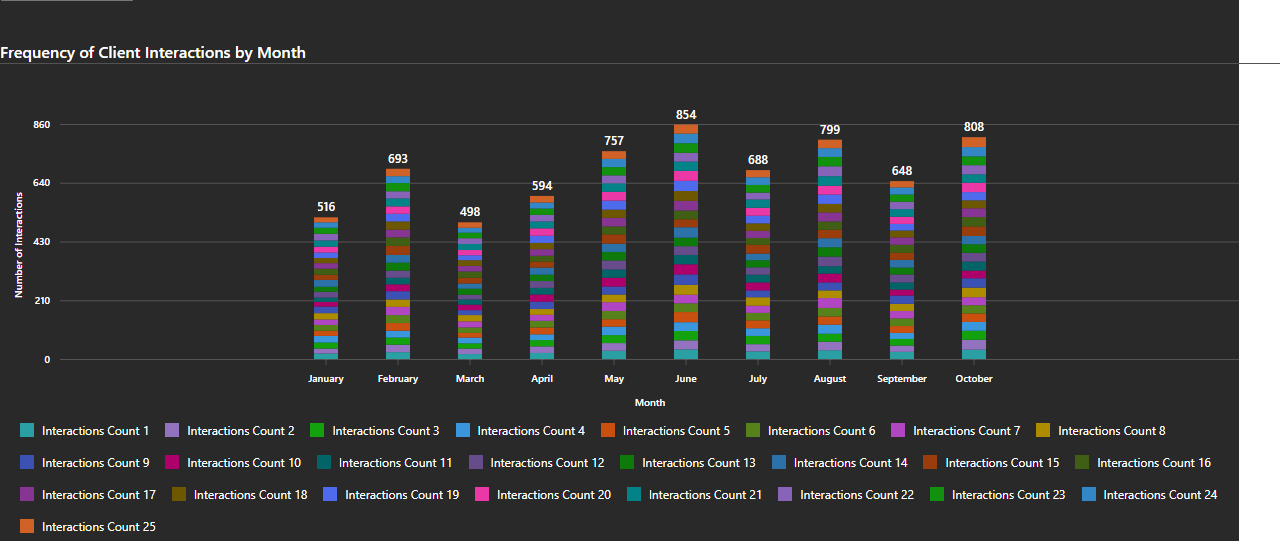 Frequency of Client Interactions by Month
854
860
799
808
757
693
688
648
640
594
516
498
430
210
0
Number of Interactions
January February March April May June July August September October
Month
Interactions Count 1 Interactions Count 2 Interactions Count 3 Interactions Count 4 Interactions Count 5 Interactions Count 6 Interactions Count 7 Interactions Count 8
Interactions Count 9 Interactions Count 10 Interactions Count 11 Interactions Count 12 Interactions Count 13 Interactions Count 14 Interactions Count 15 Interactions Count 16
Interactions Count 17 Interactions Count 18 Interactions Count 19 Interactions Count 20 Interactions Count 21 Interactions Count 22 Interactions Count 23 Interactions Count 24
Interactions Count 25